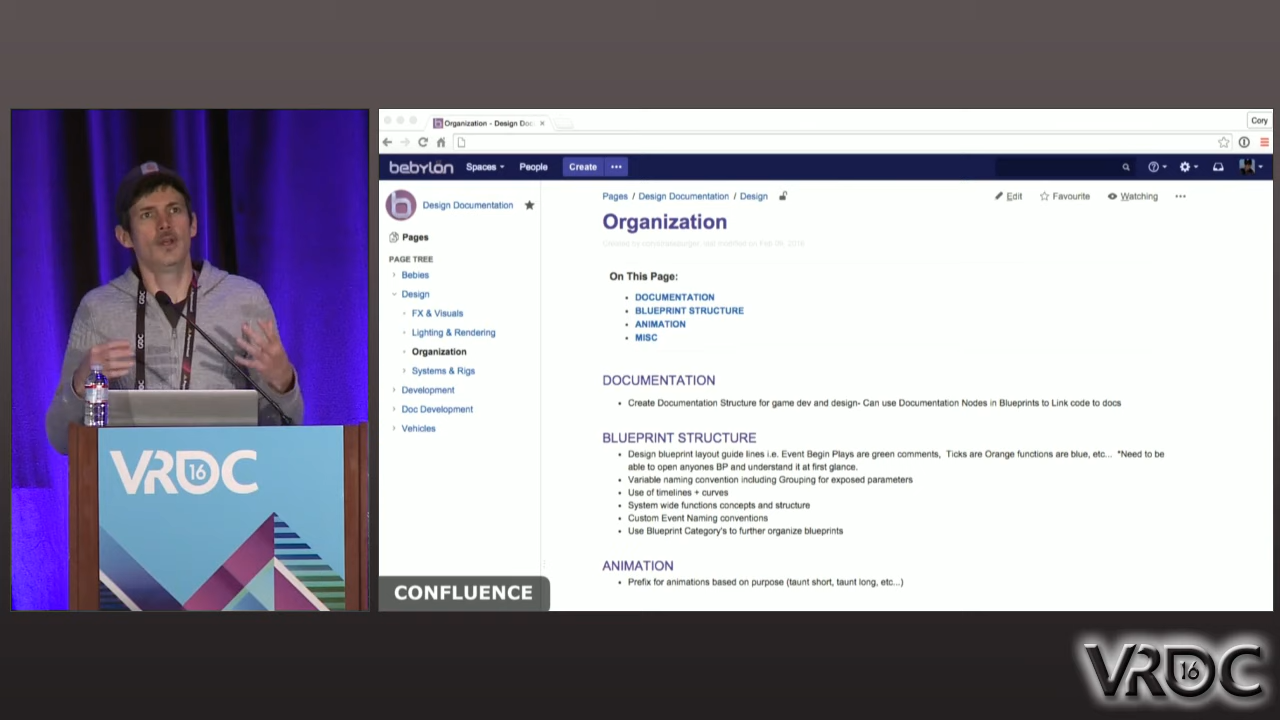 Organization - Design Doc
Cory
bebylon Spaces People Create
Design Documentation
Pages
PAGE TREE
Bebies
Design
FX & Visuals
Lighting & Rendering
Organization
Systems & Rigs
Development
Doc Development
Vehicles
Pages / Design Documentation / Design
Edit Favourite Watching
Organization
On This Page:
DOCUMENTATION
BLUEPRINT STRUCTURE
ANIMATION
MISC
DOCUMENTATION
Create Documentation Structure for game dev and design- Can use Documentation Nodes in Blueprints to Link code to docs
BLUEPRINT STRUCTURE
Design blueprint layout guide lines i.e. Event Begin Plays are green comments, Ticks are Orange functions are blue, etc... *Need to
be able to open anyones BP and understand it at first glance.
Variable naming convention including Grouping for exposed parameters
Use of timelines + curves
System wide functions concepts and structure
Custom Event Naming conventions
Use Blueprint Category's to further organize blueprints
ANIMATION
Prefix for animations based on purpose (taunt short, taunt long, etc...)
CONFLUENCE
GDC
VRDC 16
VRDC 16